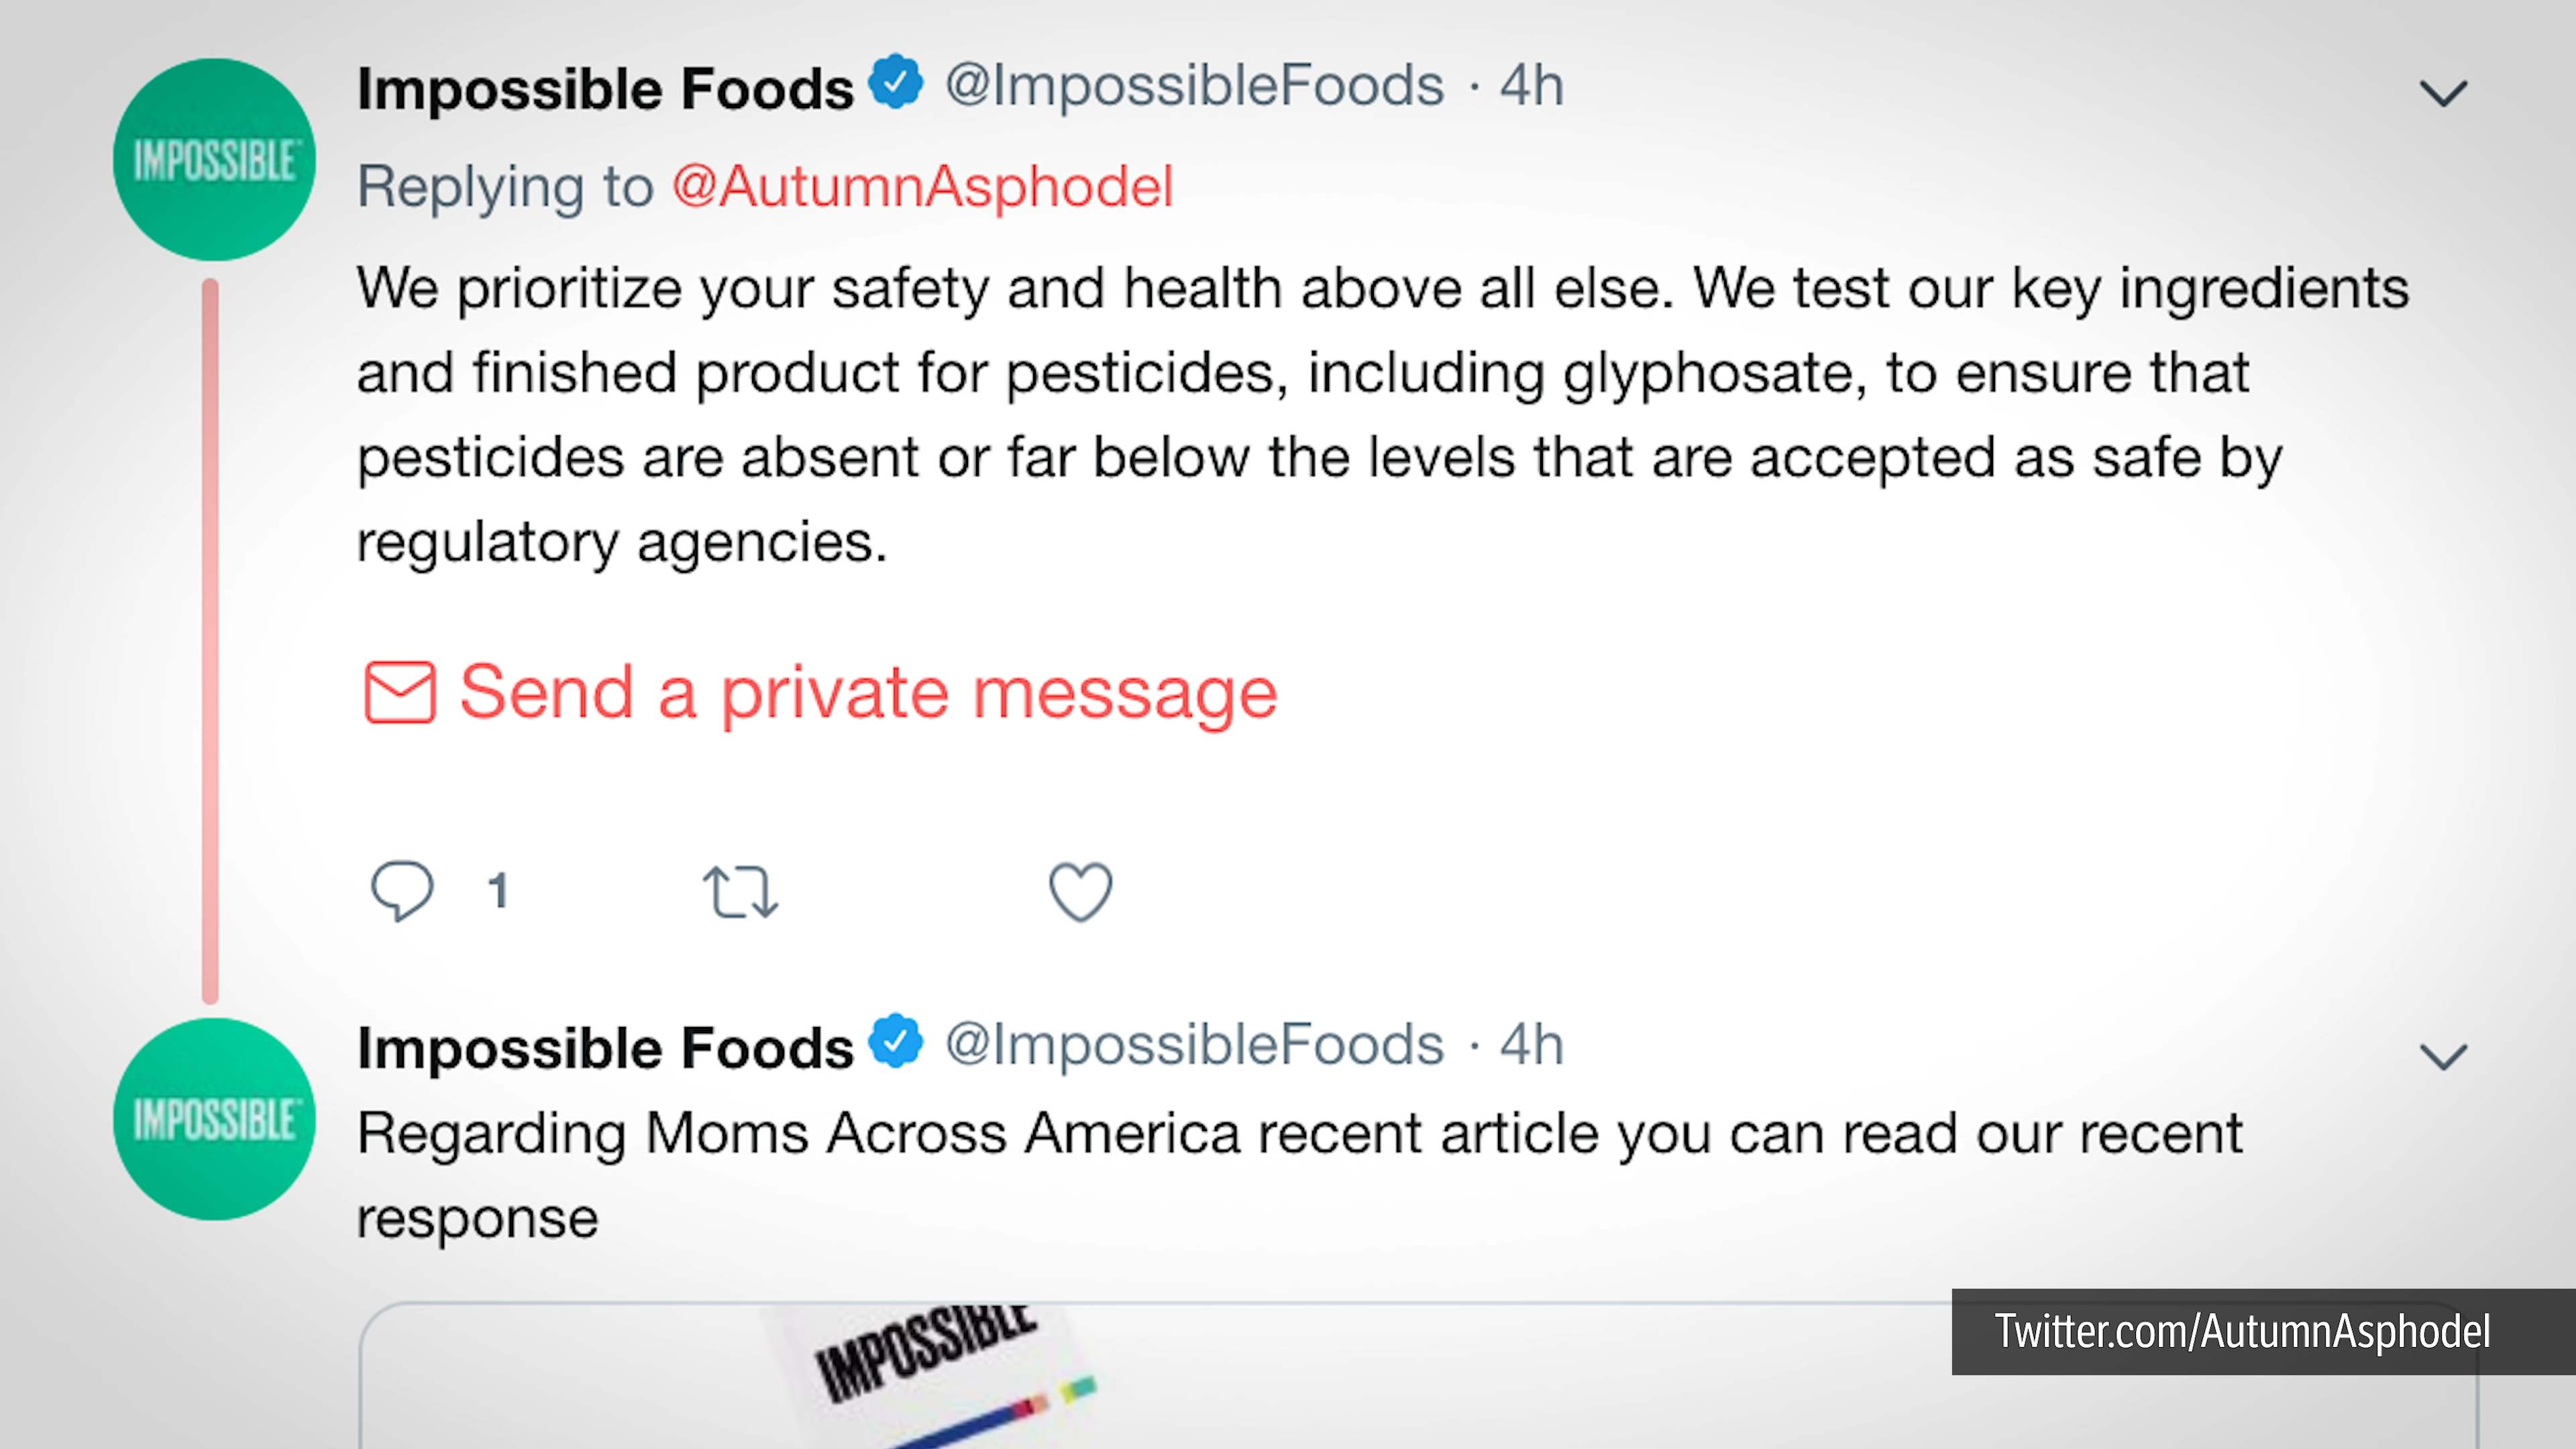 Impossible Foods @ImpossibleFoods · 4h
IMPOSSIBLE
Replying to @AutumnAsphodel
We prioritize your safety and health above all else. We test our key ingredients
and finished product for pesticides, including glyphosate, to ensure that
pesticides are absent or far below the levels that are accepted as safe by
regulatory agencies.
Send a private message
1
Impossible Foods @ImpossibleFoods · 4h
IMPOSSIBLE
Regarding Moms Across America recent article you can read our recent
response
IMPOSSIBLE
Twitter.com/AutumnAsphodel